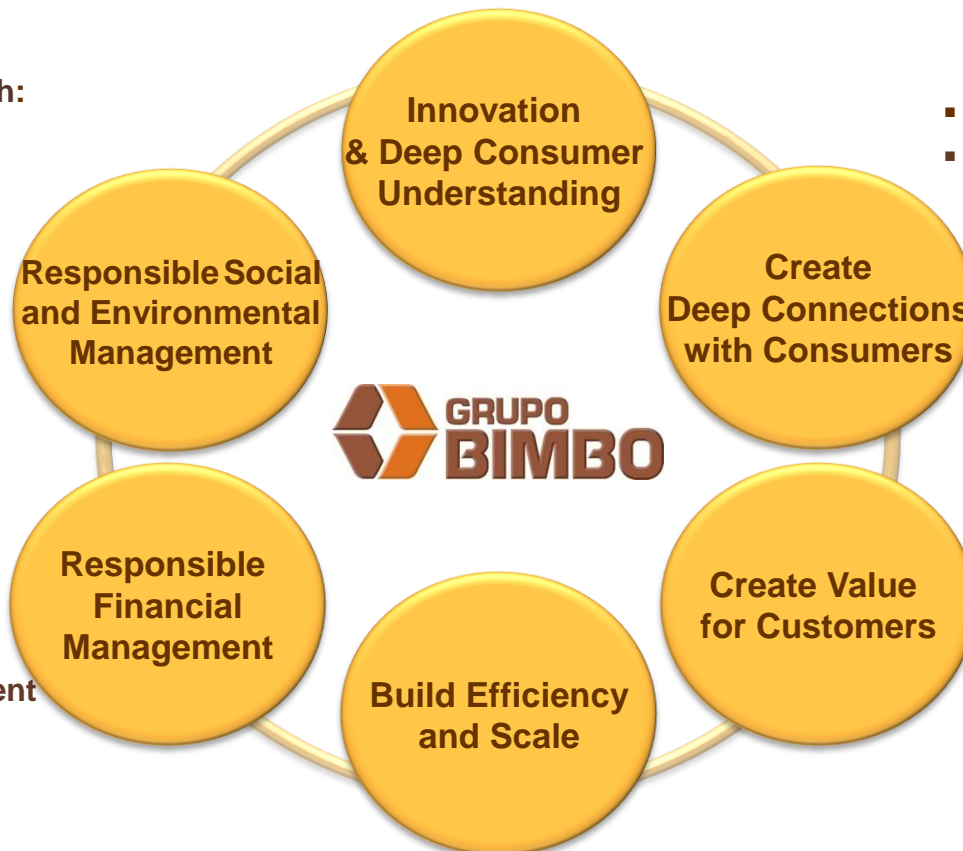 h:
Innovation
& Deep Consumer
Understanding
▪
▪
Responsible Social
and Environmental
Management
Create
Deep Connections
with Consumers
GRUPO
BIMBO
Responsible
Financial
Management
Create Value
for Customers
ent
Build Efficiency
and Scale